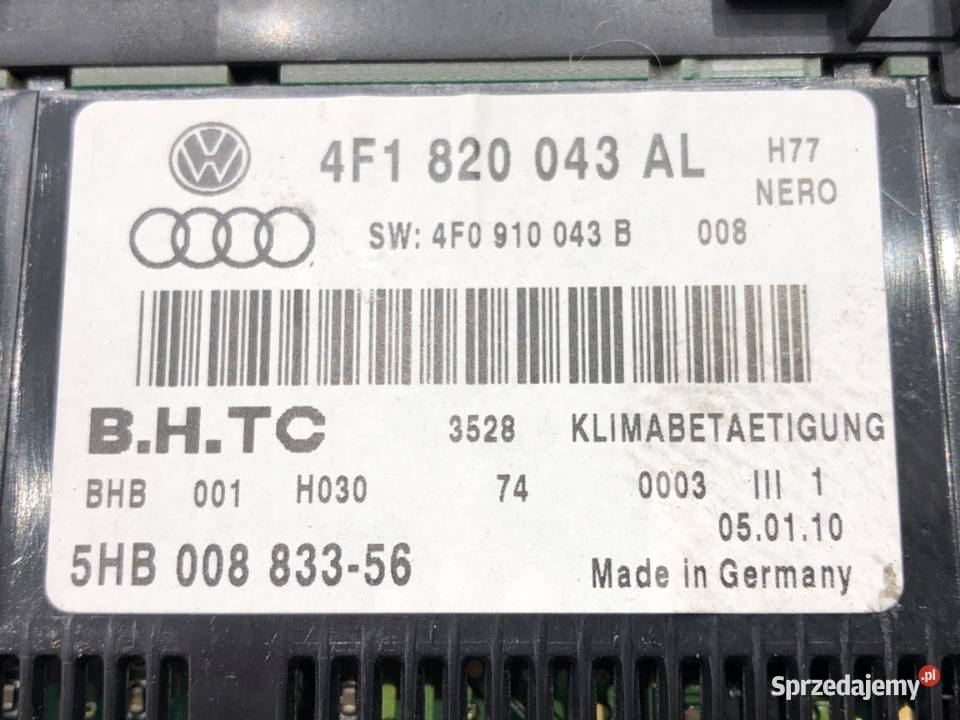 4F1 820 043 AL H77
NERO
SW: 4F0 910 043 B 008
B.H.TC 3528 KLIMABETAETIGUNG
BHB 001 H030 74 0003 III 1
05.01.10
5HB 008 833-56 Made in Germany
Sprzedajemy.pl